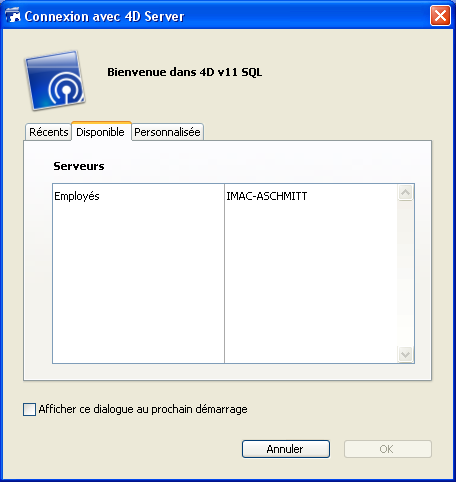 Connexion avec 4D Server
Bienvenue dans 4D v11 SQL
Récents Disponible Personnalisée
Serveurs
Employés IMAC-ASCHMITT
Afficher ce dialogue au prochain démarrage
Annuler OK